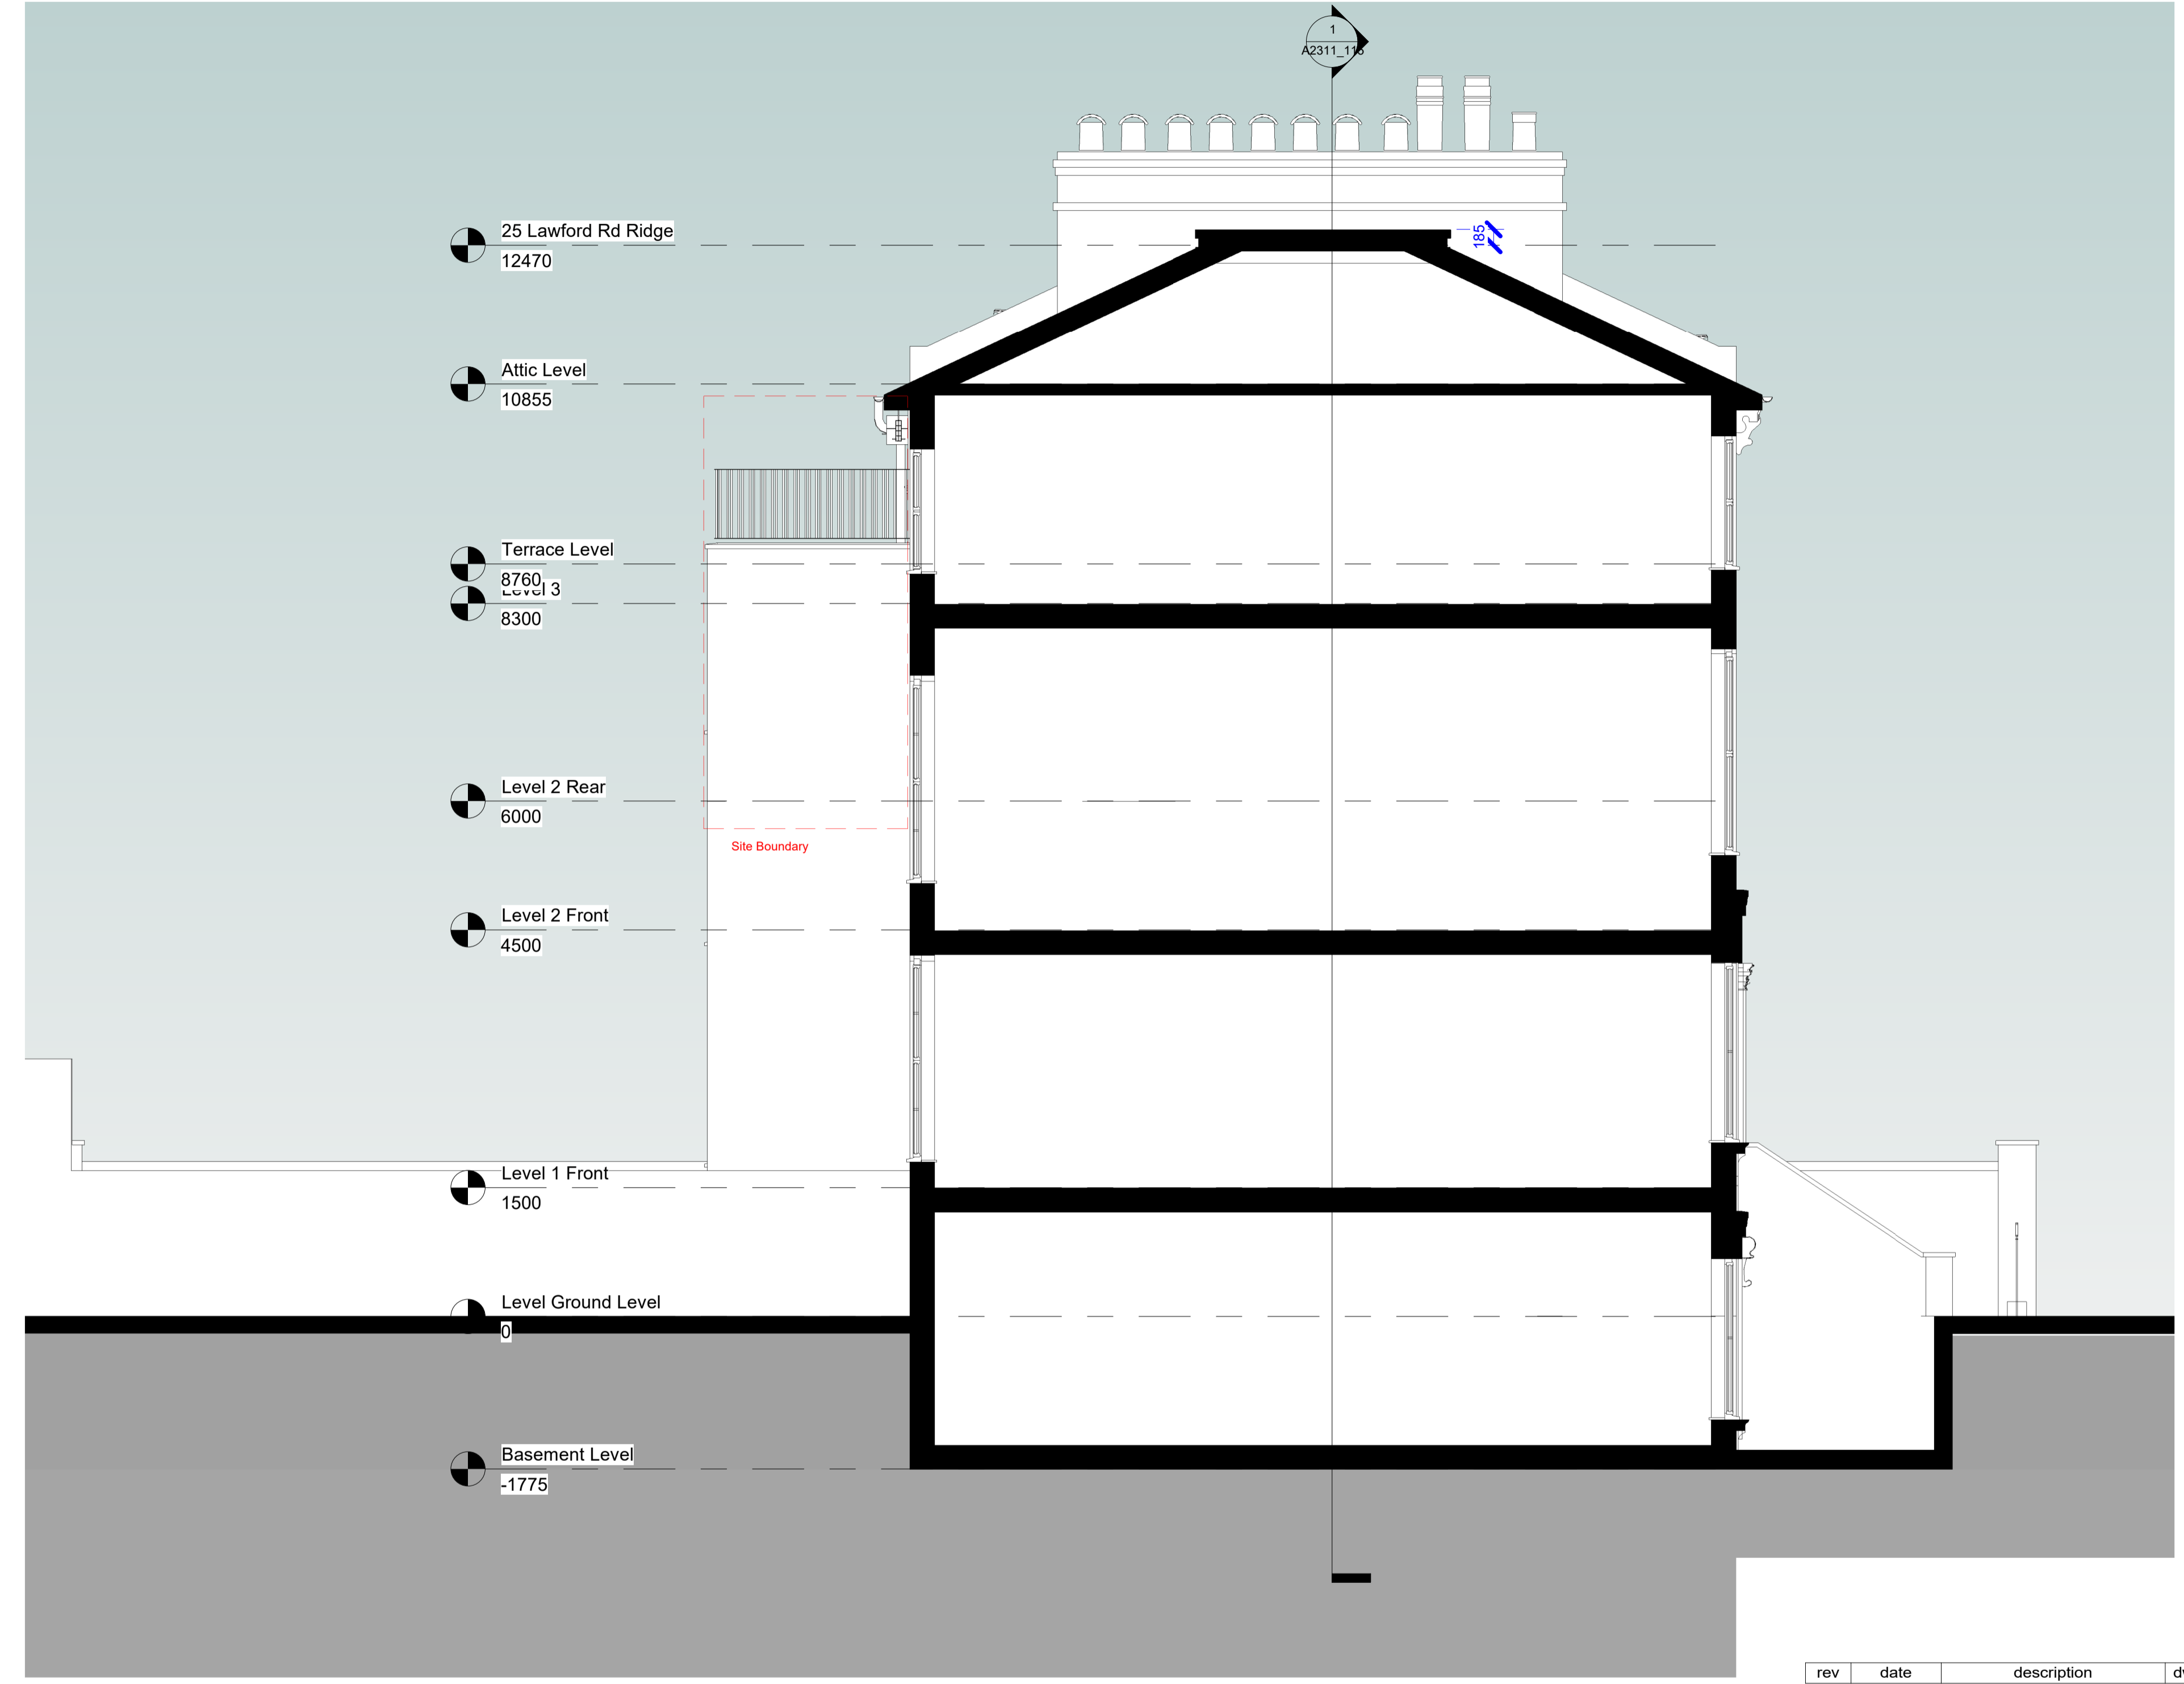 1
A2311_115
25 Lawford Rd Ridge
12470
185
Attic Level
10855
Terrace Level
8760
Level 3
8300
Level 2 Rear
6000
Site Boundary
Level 2 Front
4500
Level 1 Front
1500
Level Ground Level
0
Basement Level
-1775
rev date description